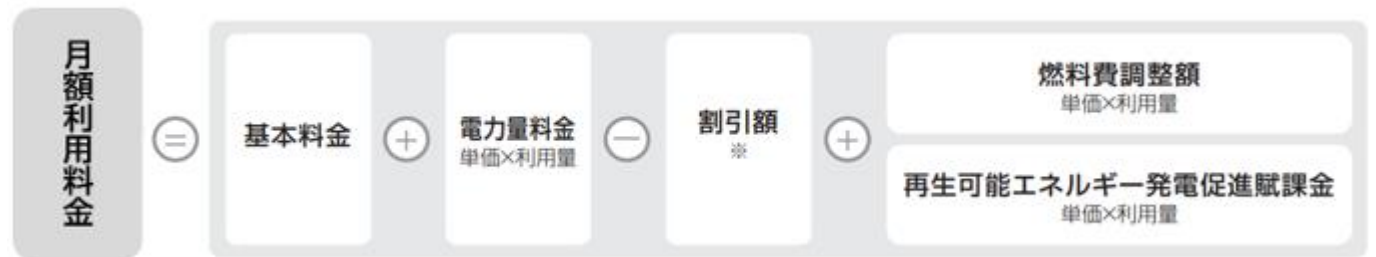 月額利用料金
=
基本料金
+
電力量料金
単価×利用量
−
割引額
※
+
燃料費調整額
単価×利用量
再生可能エネルギー発電促進賦課金
単価×利用量